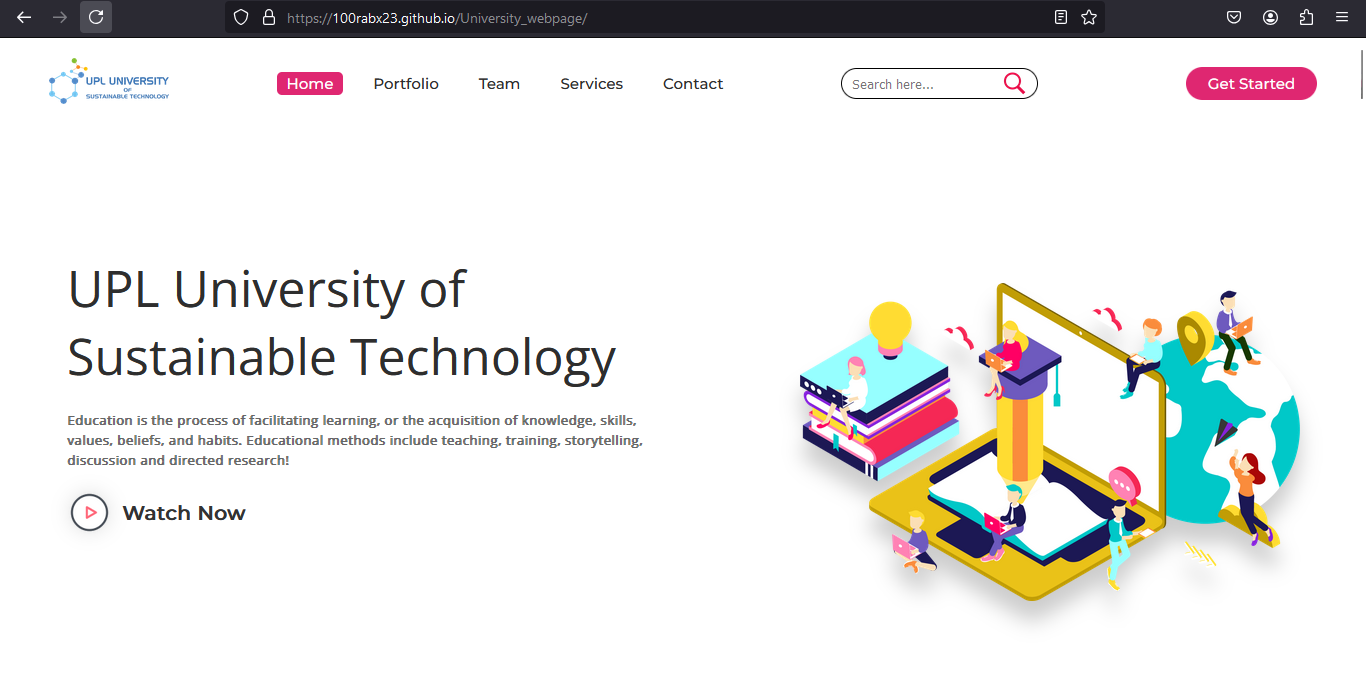 https://100rabx23.github.io/University_webpage/
UPL UNIVERSITY
OF
SUSTAINABLE TECHNOLOGY
Home
Portfolio
Team
Services
Contact
Search here...
Get Started
UPL University of
Sustainable Technology
Education is the process of facilitating learning, or the acquisition of knowledge, skills,
values, beliefs, and habits. Educational methods include teaching, training, storytelling,
discussion and directed research!
Watch Now